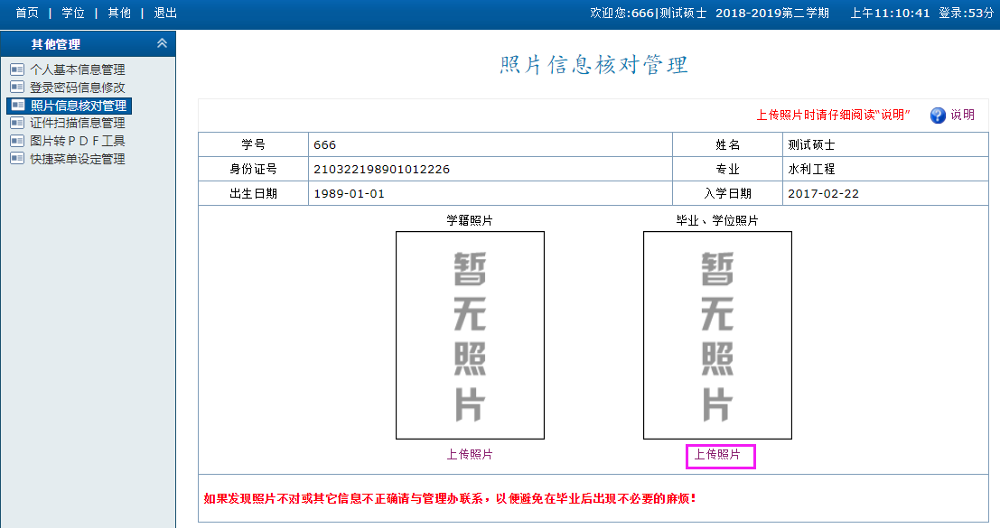 首页 | 学位 | 其他 | 退出
欢迎您:666|测试硕士 2018-2019第二学期 上午11:10:41 登录:53分
其他管理
个人基本信息管理
登录密码信息修改
照片信息核对管理
证件扫描信息管理
图片转ＰＤＦ工具
快捷菜单设定管理
照片信息核对管理
上传照片时请仔细阅读“说明” 说明
学号 666 姓名 测试硕士
身份证号 210322198901012226 专业 水利工程
出生日期 1989-01-01 入学日期 2017-02-22
学籍照片 毕业、学位照片
暂无照片 暂无照片
上传照片 上传照片
如果发现照片不对或其它信息不正确请与管理办联系，以便避免在毕业后出现不必要的麻烦！